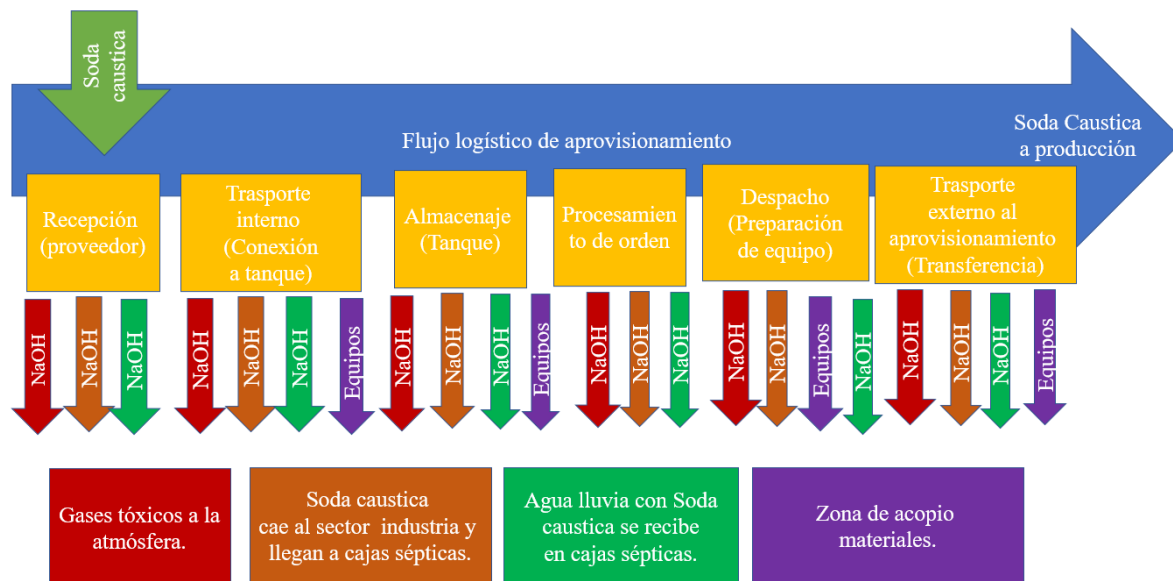 Soda
caustica
Flujo logístico de aprovisionamiento
Soda Caustica
a producción
Recepción
(proveedor)
Trasporte
interno
(Conexión
a tanque)
Almacenaje
(Tanque)
Procesamien
to de orden
Despacho
(Preparación
de equipo)
Trasporte
externo al
aprovisionamiento
(Transferencia)
NaOH
NaOH
NaOH
NaOH
NaOH
NaOH
Equipos
NaOH
NaOH
NaOH
Equipos
NaOH
NaOH
NaOH
NaOH
NaOH
Equipos
NaOH
NaOH
NaOH
NaOH
Equipos
Gases tóxicos a la
atmósfera.
Soda caustica
cae al sector industria y
llegan a cajas sépticas.
Agua lluvia con Soda
caustica se recibe
en cajas sépticas.
Zona de acopio
materiales.